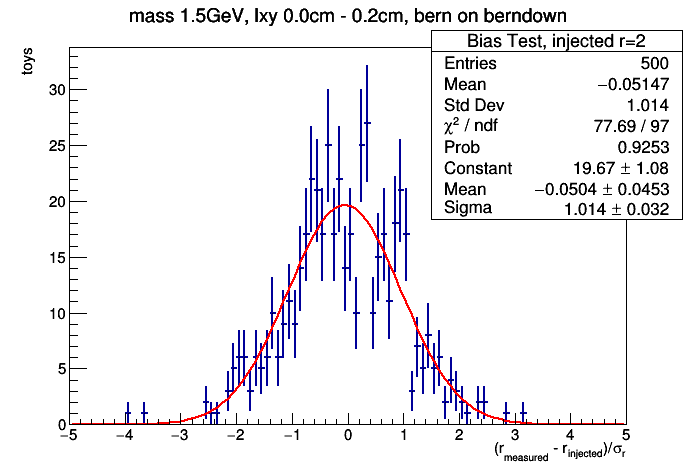 mass 1.5GeV, lxy 0.0cm - 0.2cm, bern on berndown
toys
Bias Test, injected r=2
Entries 500
Mean −0.05147
Std Dev 1.014
χ² / ndf 77.69 / 97
Prob 0.9253
Constant 19.67 ± 1.08
Mean −0.0504 ± 0.0453
Sigma 1.014 ± 0.032
30
25
20
15
10
5
0
−5 −4 −3 −2 −1 0 1 2 3 4 5
(r_measured - r_injected)/σ_r